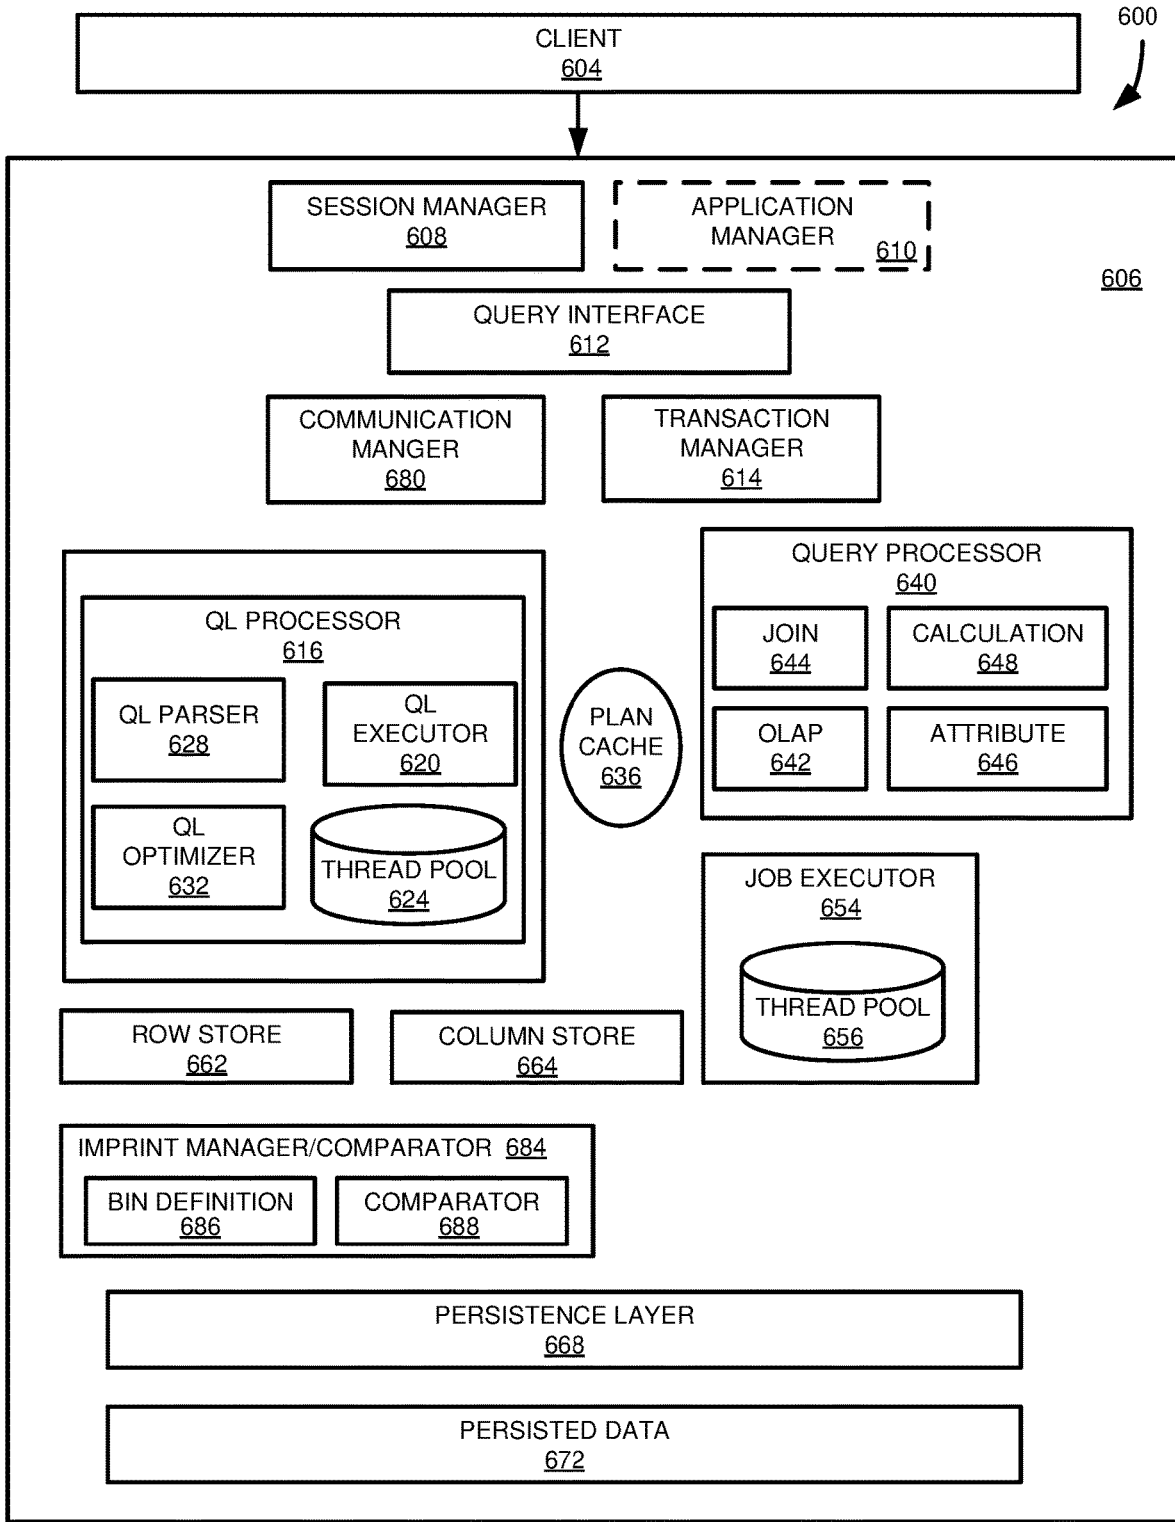 600
CLIENT
604
SESSION MANAGER
608
APPLICATION
MANAGER
610
606
QUERY INTERFACE
612
COMMUNICATION
MANGER
680
TRANSACTION
MANAGER
614
QL PROCESSOR
616
QL PARSER
628
QL
EXECUTOR
620
QL
OPTIMIZER
632
THREAD POOL
624
PLAN
CACHE
636
QUERY PROCESSOR
640
JOIN
644
CALCULATION
648
OLAP
642
ATTRIBUTE
646
JOB EXECUTOR
654
THREAD POOL
656
ROW STORE
662
COLUMN STORE
664
IMPRINT MANAGER/COMPARATOR 684
BIN DEFINITION
686
COMPARATOR
688
PERSISTENCE LAYER
668
PERSISTED DATA
672